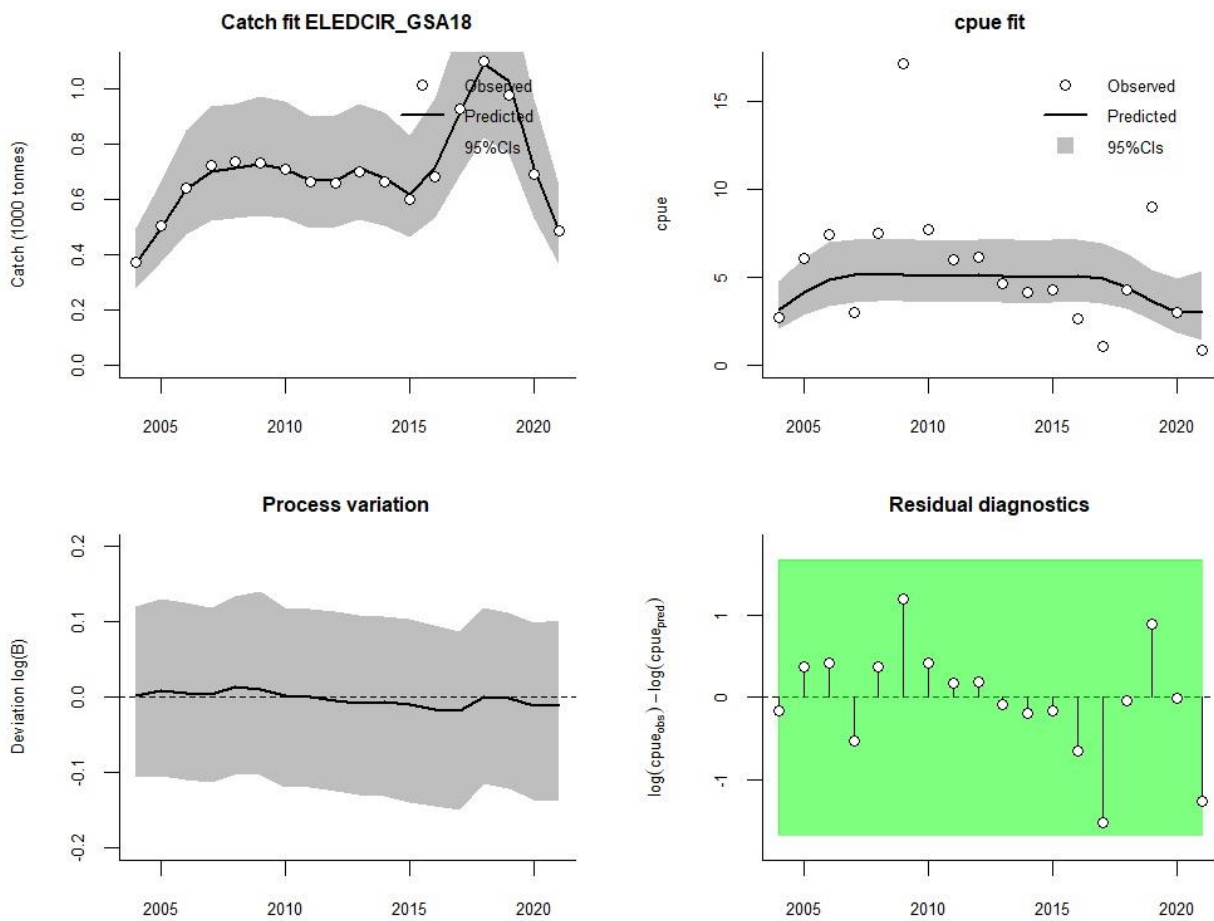 Catch fit ELEDCIR_GSA18
Catch (1000 tonnes)
0.0 0.2 0.4 0.6 0.8 1.0
Observed
Predicted
95%CIs
2005 2010 2015 2020
cpue fit
cpue
0 5 10 15
Observed
Predicted
95%CIs
2005 2010 2015 2020
Process variation
Deviation log(B)
-0.2 -0.1 0.0 0.1 0.2
2005 2010 2015 2020
Residual diagnostics
log(cpue_obs) − log(cpue_pred)
-1 0 1
2005 2010 2015 2020